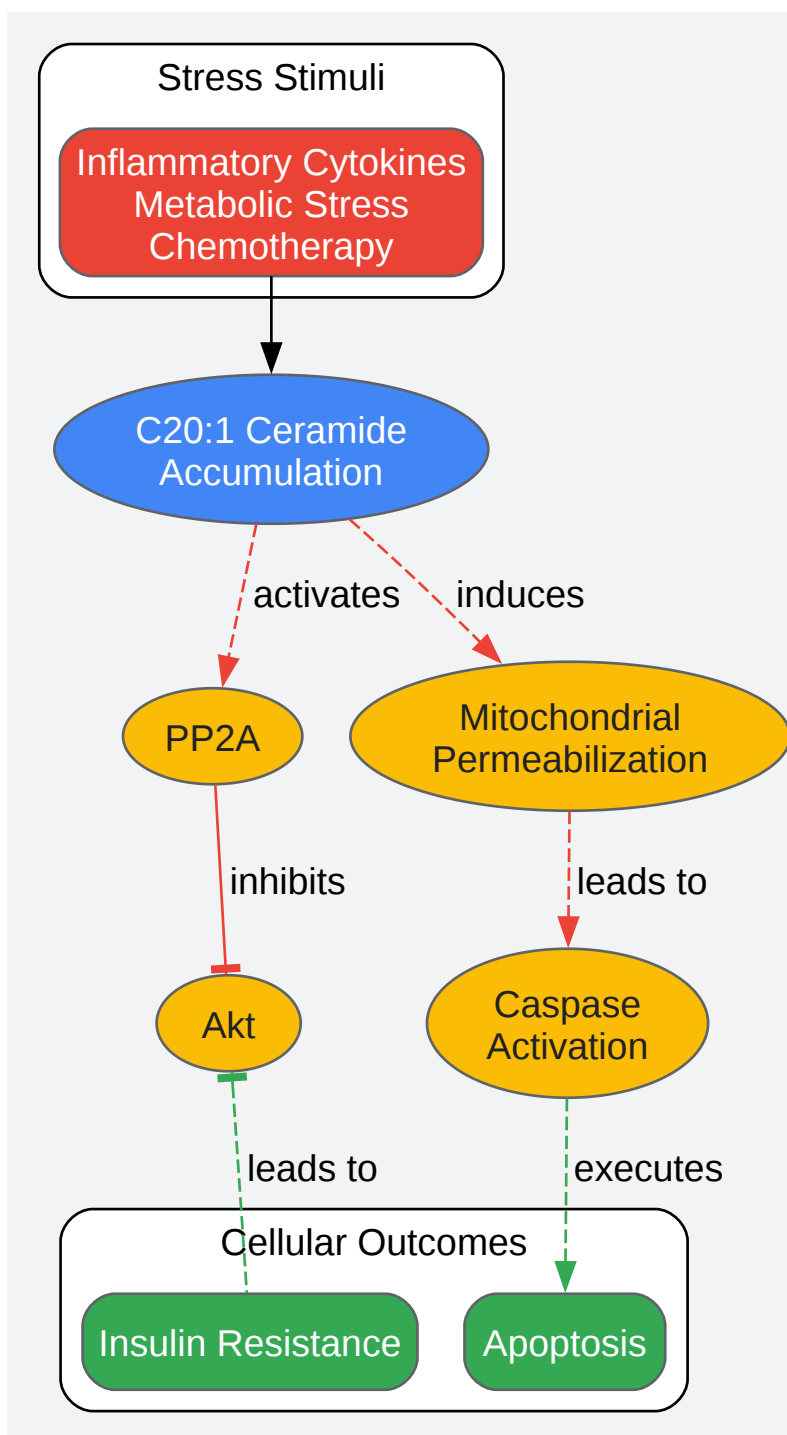 Stress Stimuli
Inflammatory Cytokines
Metabolic Stress
Chemotherapy
C20:1 Ceramide
Accumulation
activates
induces
PP2A
Mitochondrial
Permeabilization
inhibits
leads to
Akt
Caspase
Activation
leads to
executes
Cellular Outcomes
Insulin Resistance
Apoptosis